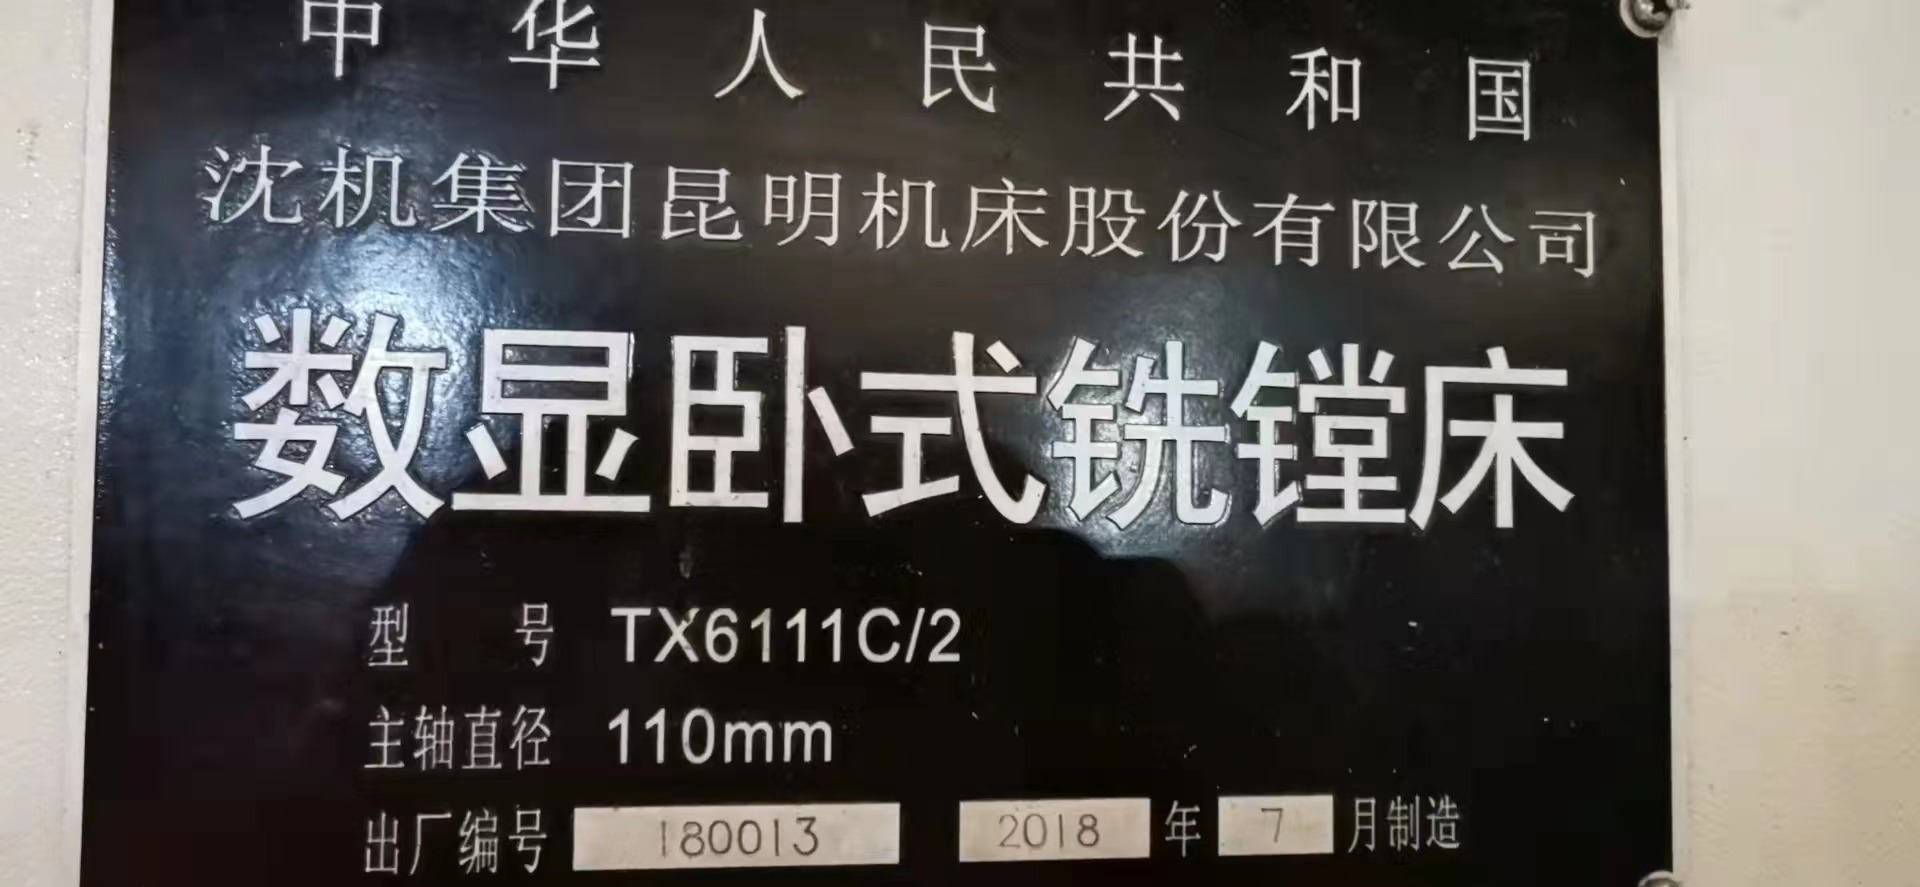 中华人民共和国
沈机集团昆明机床股份有限公司
数显卧式铣镗床
型号 TX6111C/2
主轴直径 110mm
出厂编号 180013 2018 年 7 月制造